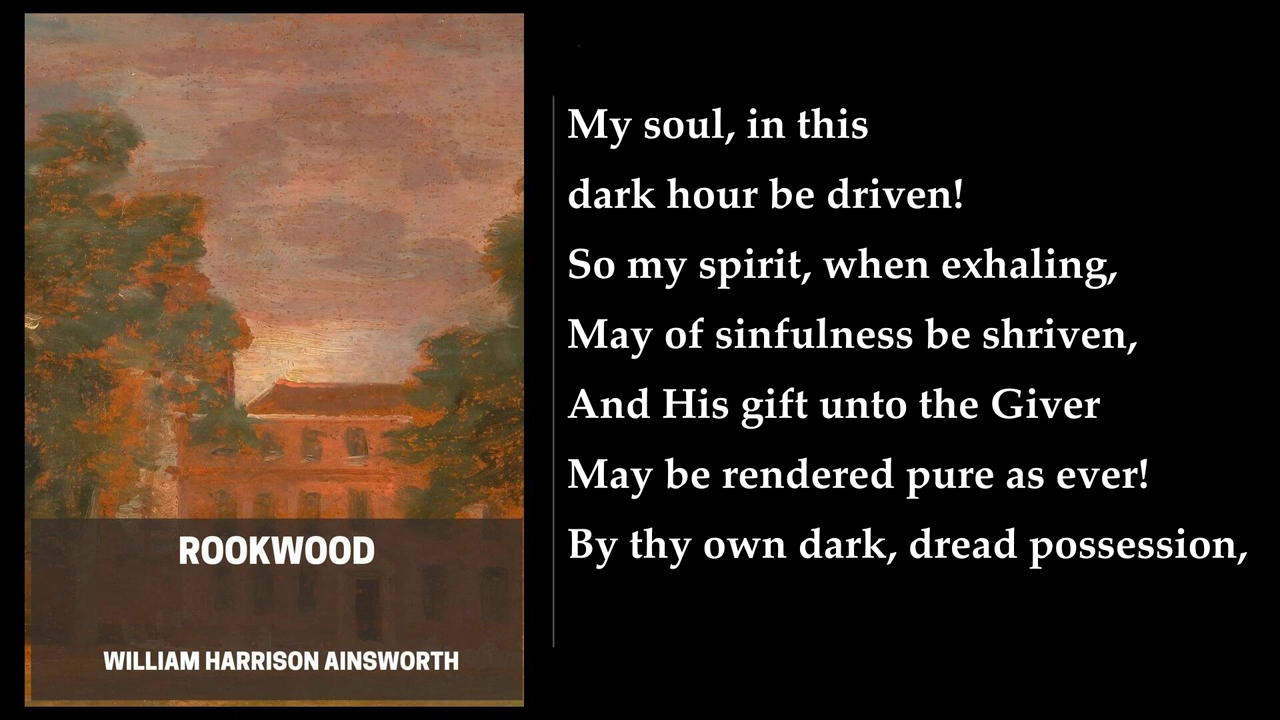 ROOKWOOD
WILLIAM HARRISON AINSWORTH
My soul, in this
dark hour be driven!
So my spirit, when exhaling,
May of sinfulness be shriven,
And His gift unto the Giver
May be rendered pure as ever!
By thy own dark, dread possession,